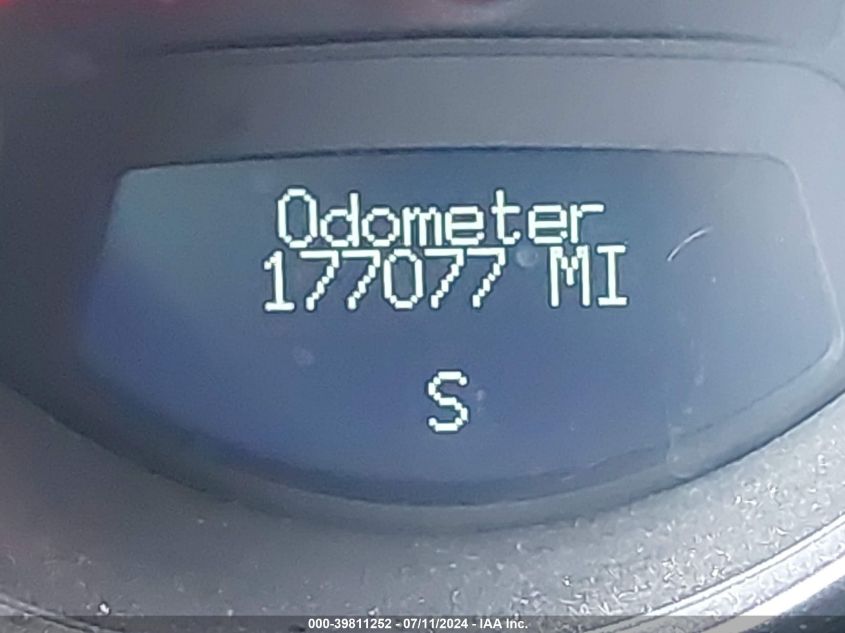 Odometer
177077 MI
S
000-39811252 - 07/11/2024 - IAA Inc.